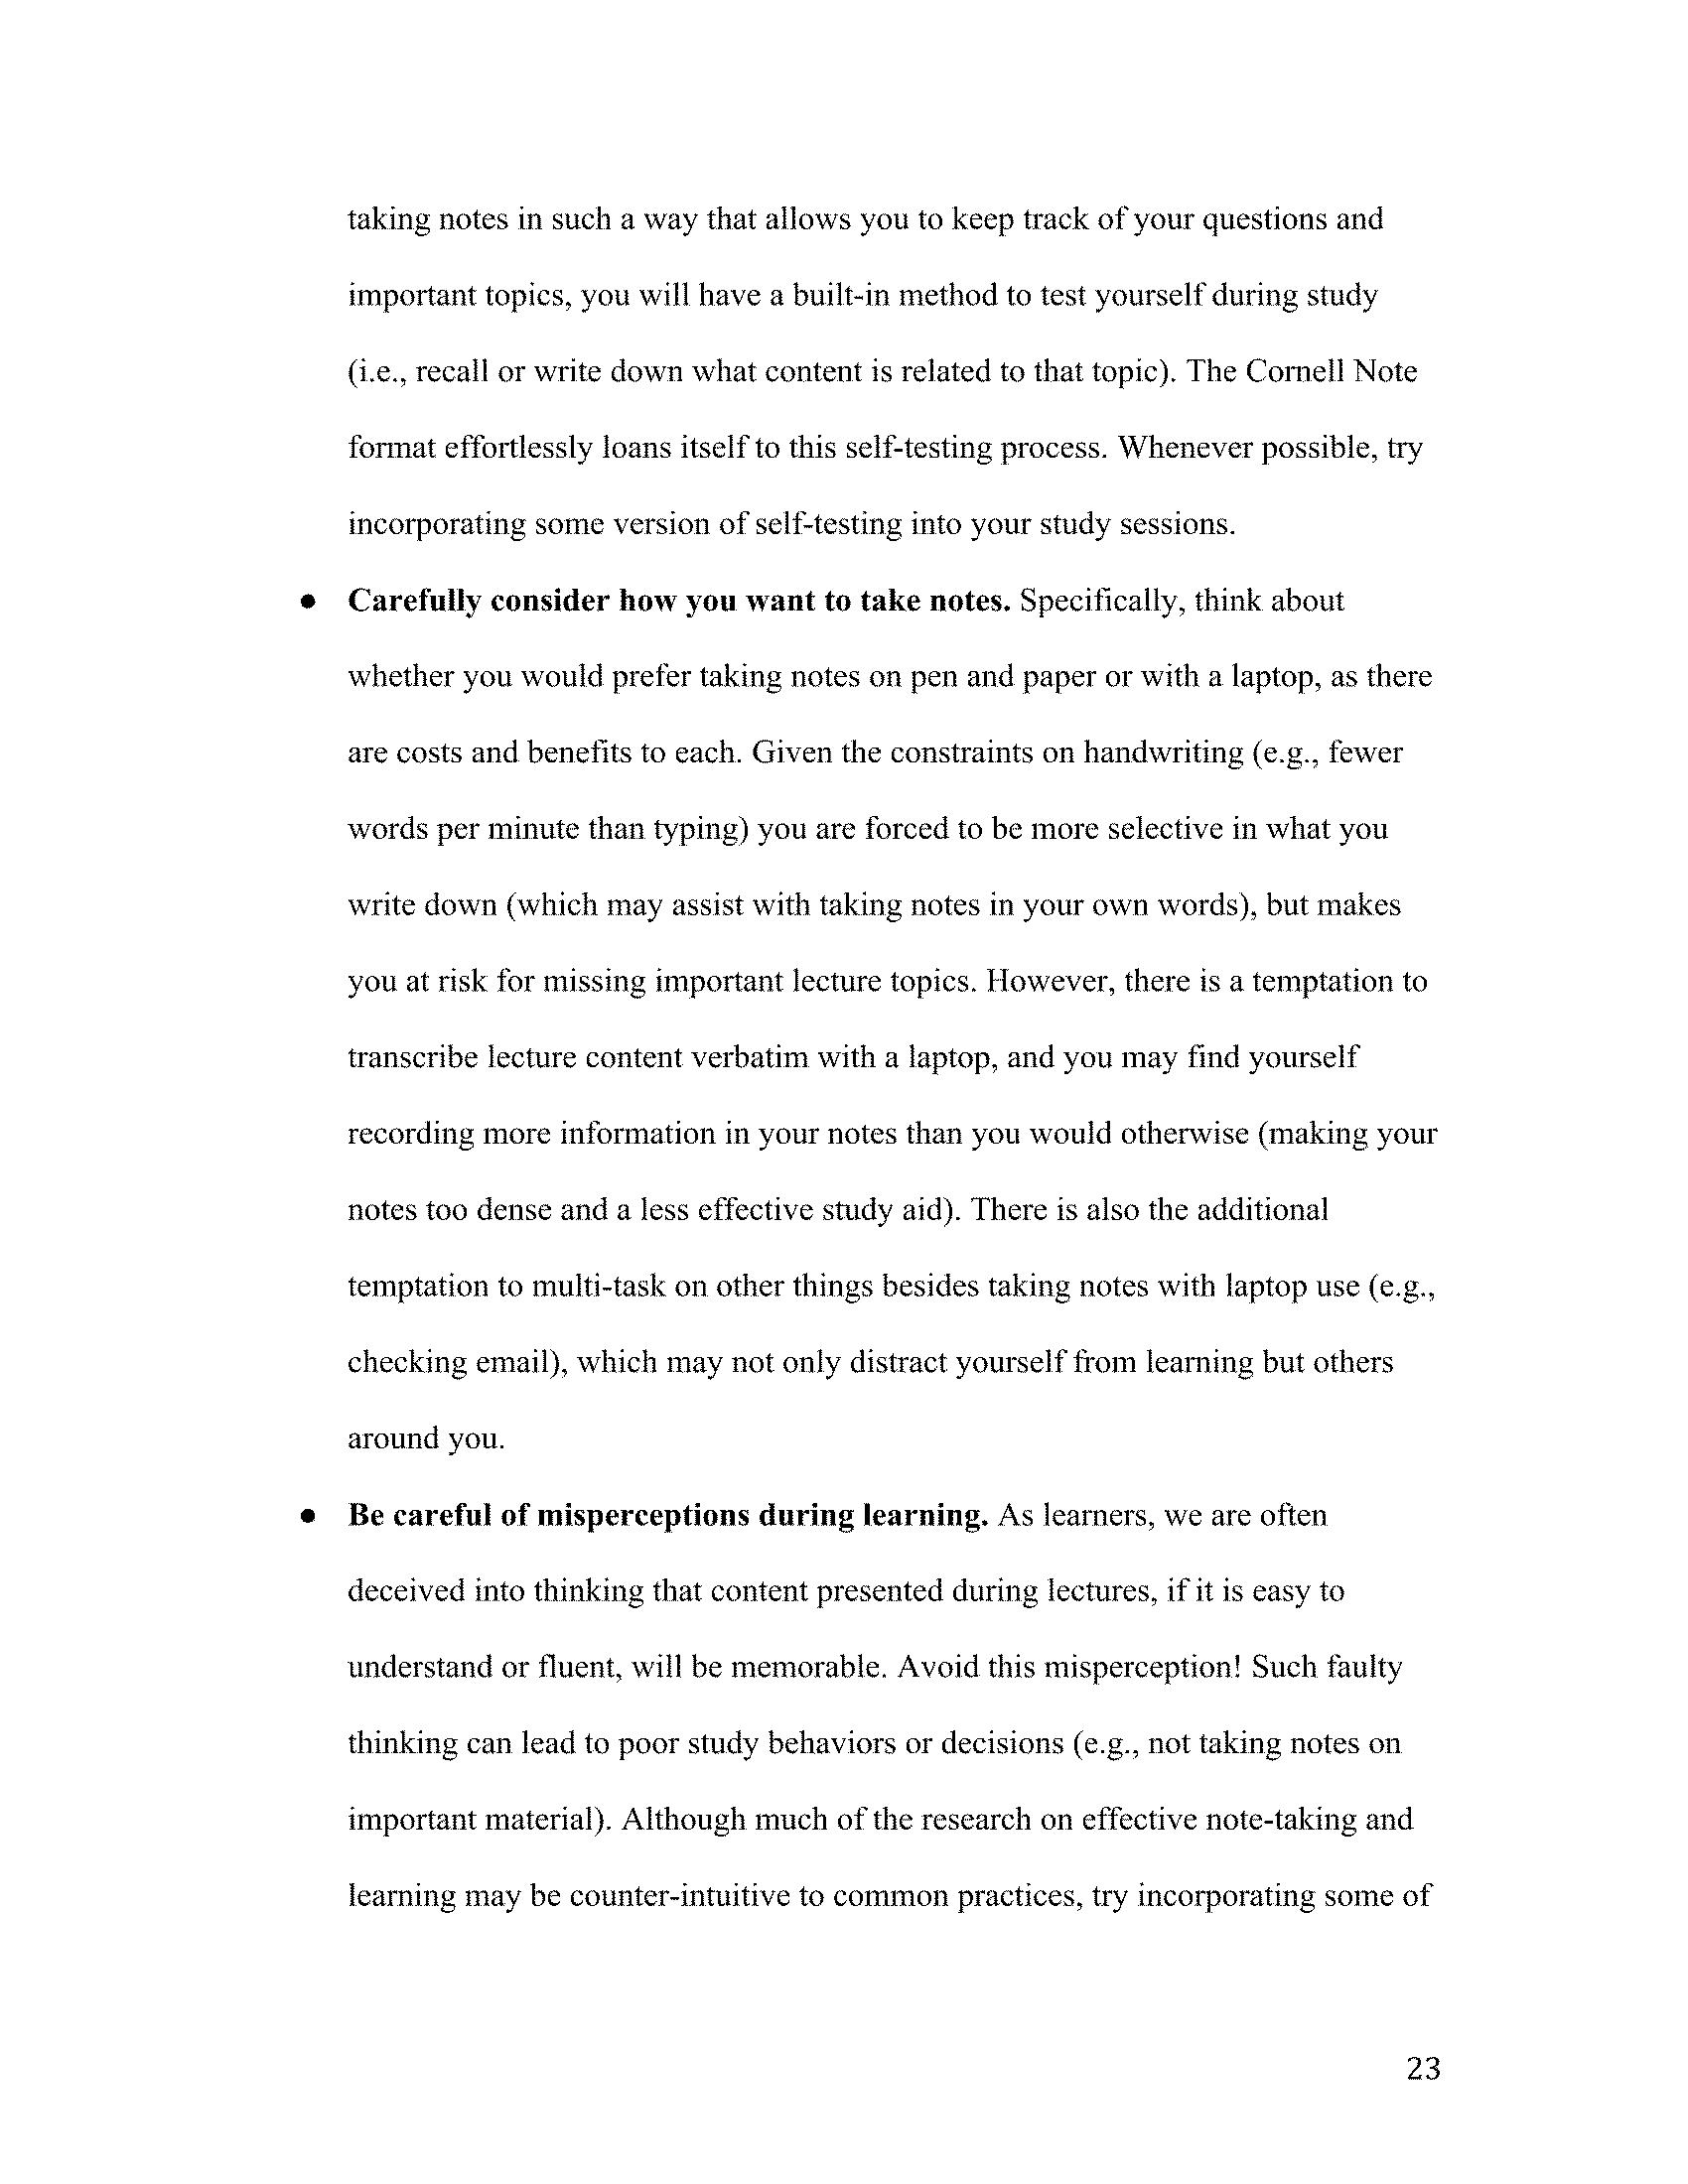 taking notes in such a way that allows you to keep track of your questions and
important topics, you will have a built-in method to test yourself during study
(i.e., recall or write down what content is related to that topic). The Cornell Note
format effortlessly loans itself to this self-testing process. Whenever possible, try
incorporating some version of self-testing into your study sessions.
● Carefully consider how you want to take notes. Specifically, think about
whether you would prefer taking notes on pen and paper or with a laptop, as there
are costs and benefits to each. Given the constraints on handwriting (e.g., fewer
words per minute than typing) you are forced to be more selective in what you
write down (which may assist with taking notes in your own words), but makes
you at risk for missing important lecture topics. However, there is a temptation to
transcribe lecture content verbatim with a laptop, and you may find yourself
recording more information in your notes than you would otherwise (making your
notes too dense and a less effective study aid). There is also the additional
temptation to multi-task on other things besides taking notes with laptop use (e.g.,
checking email), which may not only distract yourself from learning but others
around you.
● Be careful of misperceptions during learning. As learners, we are often
deceived into thinking that content presented during lectures, if it is easy to
understand or fluent, will be memorable. Avoid this misperception! Such faulty
thinking can lead to poor study behaviors or decisions (e.g., not taking notes on
important material). Although much of the research on effective note-taking and
learning may be counter-intuitive to common practices, try incorporating some of
23